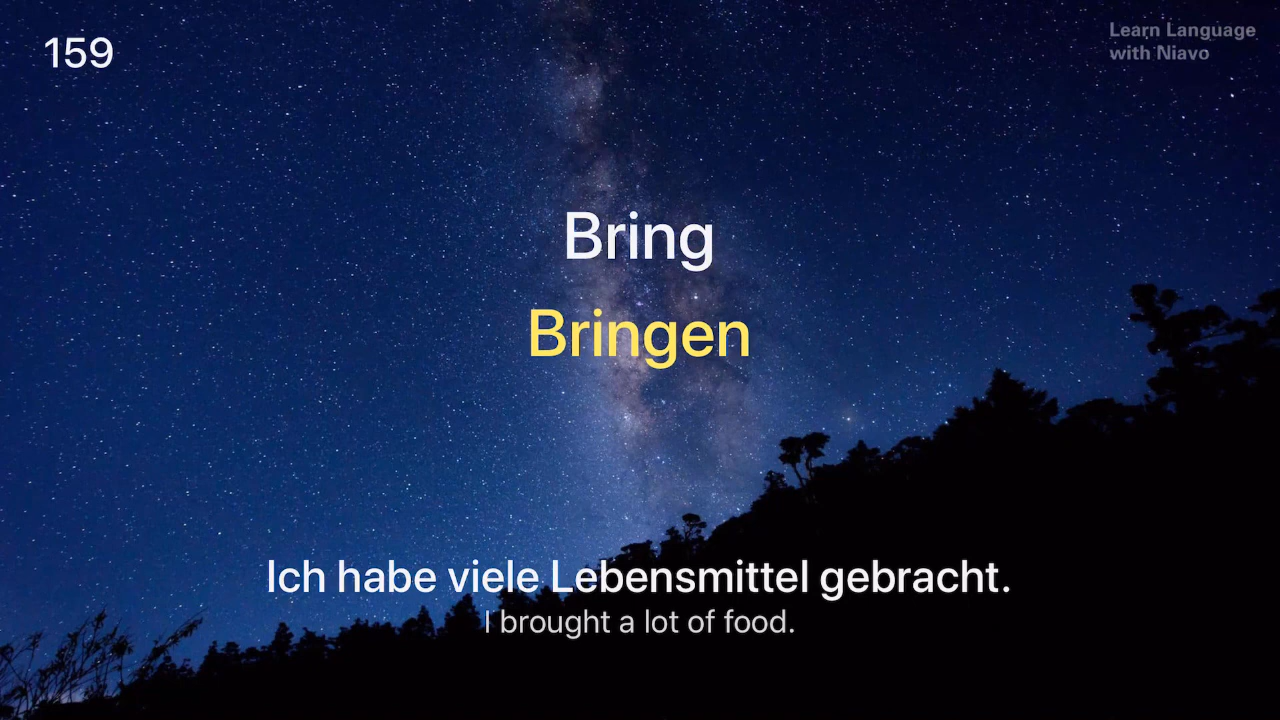 159
Learn Language
with Niavo
Bring
Bringen
Ich habe viele Lebensmittel gebracht.
I brought a lot of food.